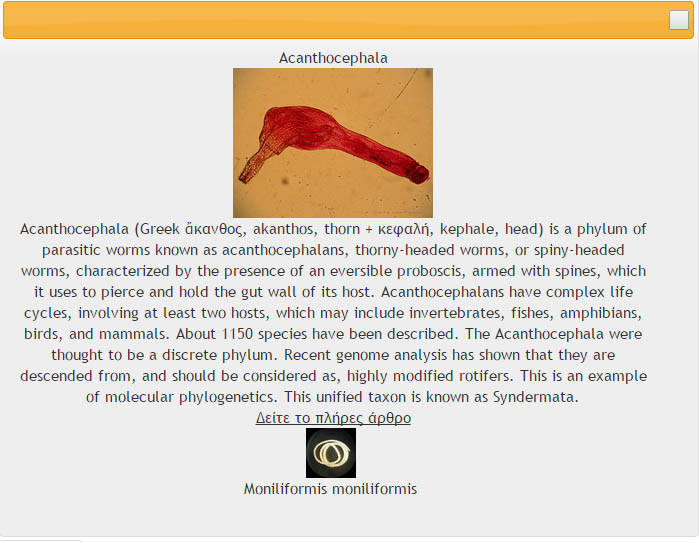 Acanthocephala
Acanthocephala (Greek ἄκανθος, akanthos, thorn + κεφαλή, kephale, head) is a phylum of
parasitic worms known as acanthocephalans, thorny-headed worms, or spiny-headed
worms, characterized by the presence of an eversible proboscis, armed with spines, which
it uses to pierce and hold the gut wall of its host. Acanthocephalans have complex life
cycles, involving at least two hosts, which may include invertebrates, fishes, amphibians,
birds, and mammals. About 1150 species have been described. The Acanthocephala were
thought to be a discrete phylum. Recent genome analysis has shown that they are
descended from, and should be considered as, highly modified rotifers. This is an example
of molecular phylogenetics. This unified taxon is known as Syndermata.
Δείτε το πλήρες άρθρο
Moniliformis moniliformis